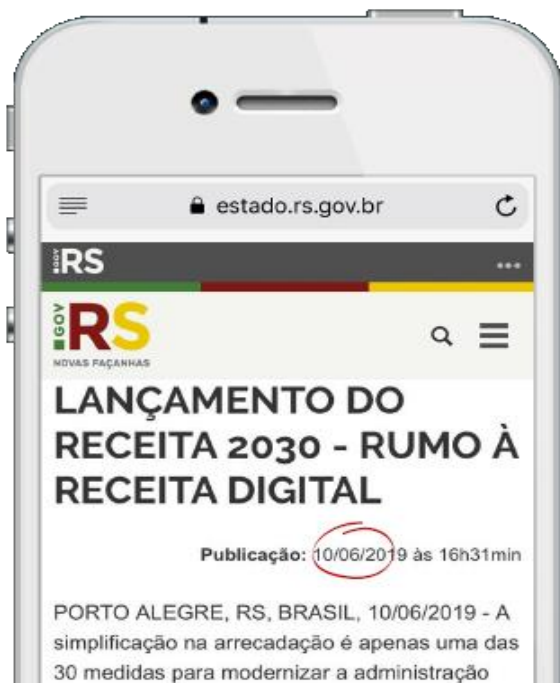 estado.rs.gov.br
GOV RS
GOV RS
NOVAS FAÇANHAS
LANÇAMENTO DO
RECEITA 2030 - RUMO À
RECEITA DIGITAL
Publicação: 10/06/2019 às 16h31min
PORTO ALEGRE, RS, BRASIL, 10/06/2019 - A
simplificação na arrecadação é apenas uma das
30 medidas para modernizar a administração